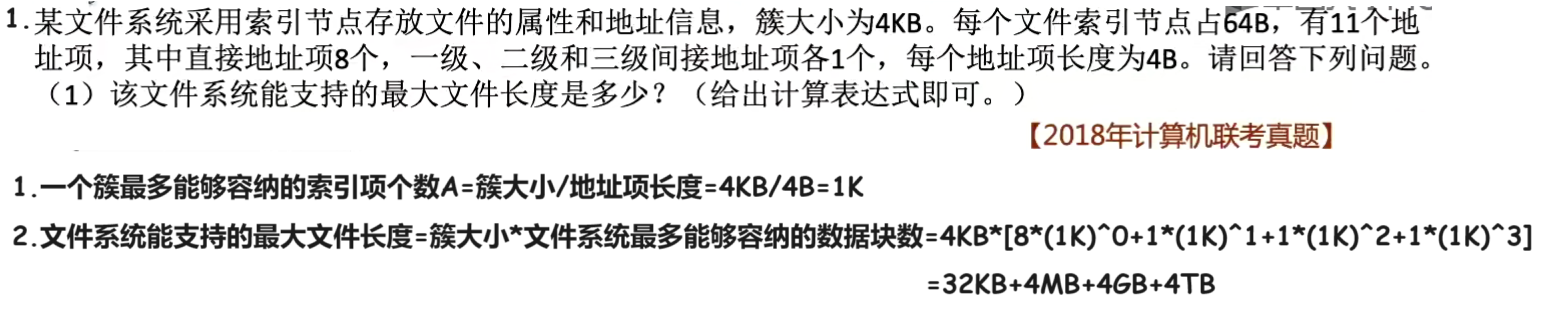 1.某文件系统采用索引节点存放文件的属性和地址信息，簇大小为4KB。每个文件索引节点占64B，有11个地
址项，其中直接地址项8个，一级、二级和三级间接地址项各1个，每个地址项长度为4B。请回答下列问题。
（1）该文件系统能支持的最大文件长度是多少？（给出计算表达式即可。）
【2018年计算机联考真题】
1.一个簇最多能够容纳的索引项个数A=簇大小/地址项长度=4KB/4B=1K
2.文件系统能支持的最大文件长度=簇大小*文件系统最多能够容纳的数据块数=4KB*[8*(1K)^0+1*(1K)^1+1*(1K)^2+1*(1K)^3]
=32KB+4MB+4GB+4TB